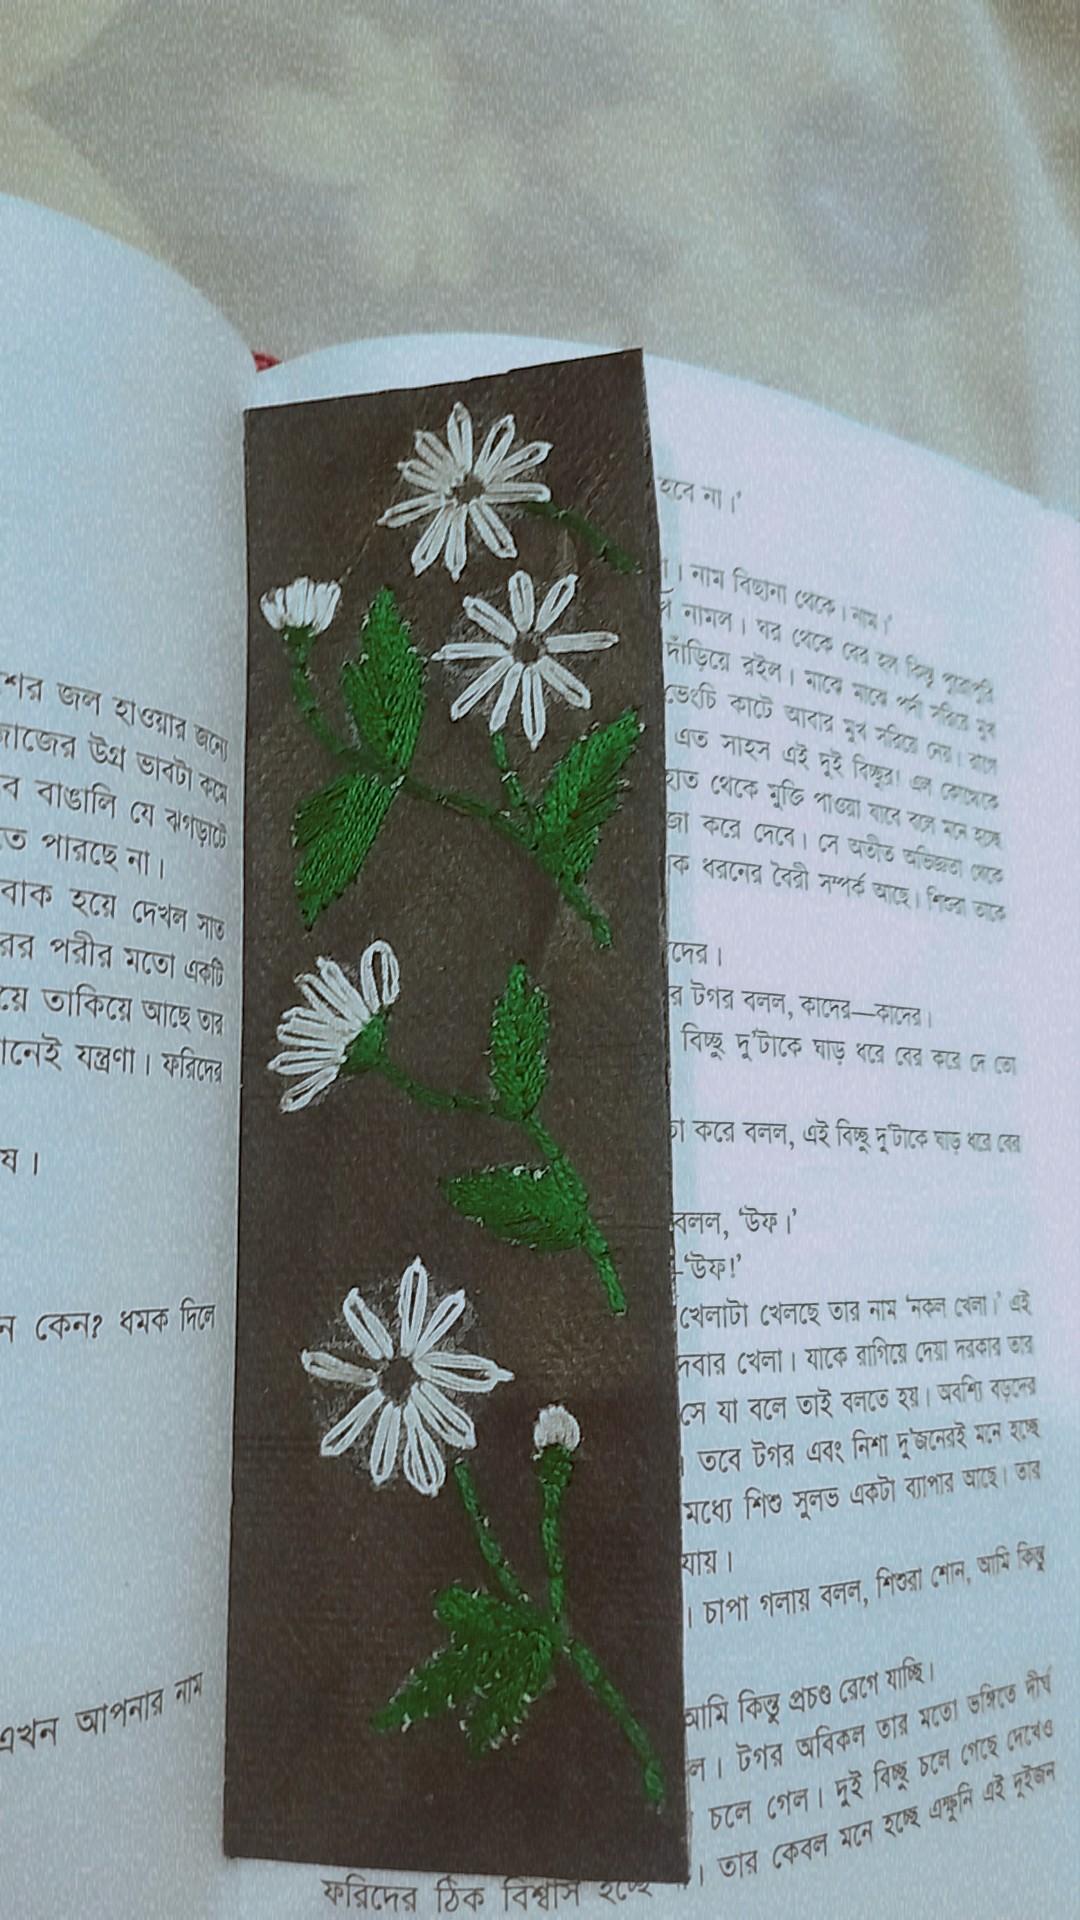 শের জল হাওয়ার জন্যে
জাজের উগ্র ভাবটা কমে
ব বাঙালি যে ঝগড়াটে
তে পারছে না।
বাক হয়ে দেখল সাত
রর পরীর মতো একটি
য়ে তাকিয়ে আছে তার
ানেই যন্ত্রণা। ফরিদের
ষ।
ন কেন? ধমক দিলে
এখন আপনার নাম
হবে না।’
। নাম বিছানা থেকে। নাম।’
নামল। ঘর থেকে বের হল কিন্তু পুরোপুরি
দাঁড়িয়ে রইল। মাঝে মাঝে পর্দা সরিয়ে মুখ
ভেংচি কাটে আবার মুখ সরিয়ে নেয়। রাগে
এত সাহস এই দুই বিচ্ছুর! এল কোত্থেকে
হাত থেকে মুক্তি পাওয়া যাবে বলে মনে হচ্ছে
জা করে দেবে। সে অতীত অভিজ্ঞতা থেকে
ক ধরনের বৈরী সম্পর্ক আছে। শিশুরা তাকে
দের।
র টগর বলল, কাদের—কাদের।
বিচ্ছু দু’টাকে ঘাড় ধরে বের করে দে তো
া করে বলল, এই বিচ্ছু দু’টাকে ঘাড় ধরে বের
বলল, ‘উফ।’
‘উফ!’
খেলাটা খেলছে তার নাম ‘নকল খেলা।’ এই
দবার খেলা। যাকে রাগিয়ে দেয়া দরকার তার
সে যা বলে তাই বলতে হয়। অবশ্যি বড়দের
। তবে টগর এবং নিশা দু’জনেরই মনে হচ্ছে
মধ্যে শিশু সুলভ একটা ব্যাপার আছে। তার
যায়।
। চাপা গলায় বলল, শিশুরা শোন, আমি কিন্তু
আমি কিন্তু প্রচণ্ড রেগে যাচ্ছি।
ল। টগর অবিকল তার মতো ভঙ্গিতে দীর্ঘ
চলে গেল। দুই বিচ্ছু চলে গেছে দেখেও
। তার কেবল মনে হচ্ছে এক্ষুনি এই দুইজন
ফরিদের ঠিক বিশ্বাস হচ্ছে